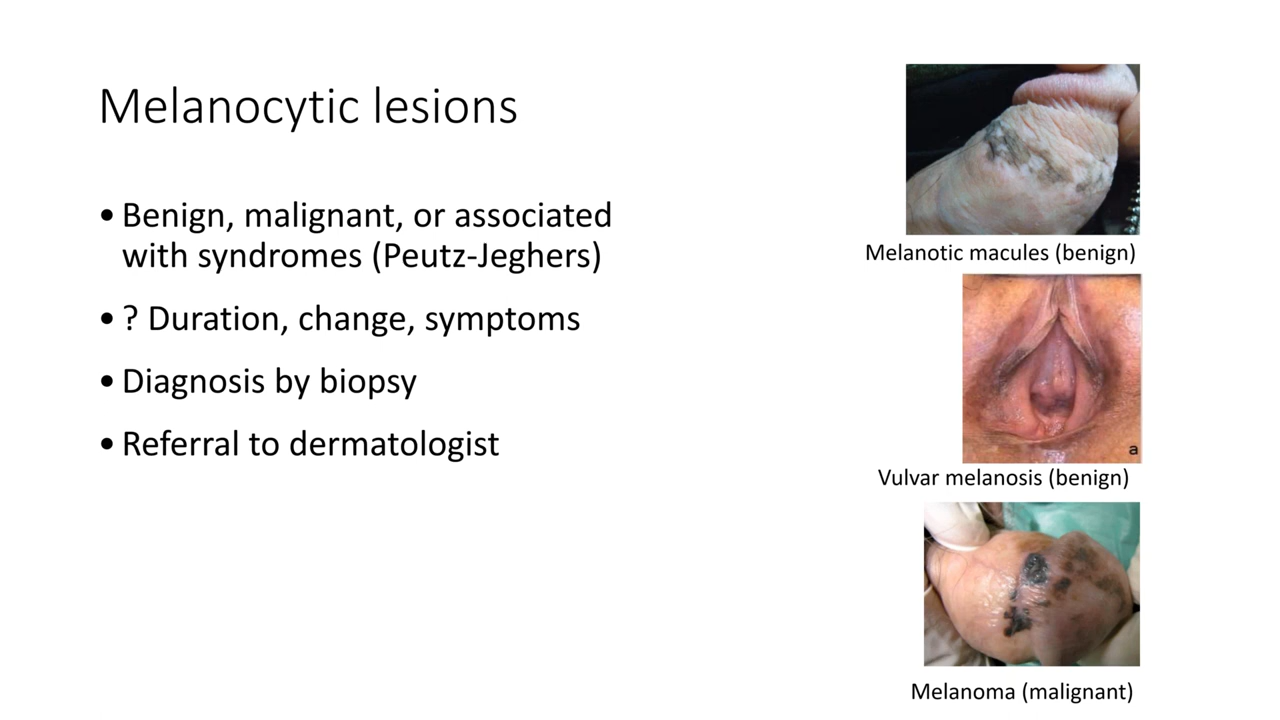 Melanocytic lesions
• Benign, malignant, or associated
with syndromes (Peutz-Jeghers)
• ? Duration, change, symptoms
• Diagnosis by biopsy
• Referral to dermatologist
Melanotic macules (benign)
a
Vulvar melanosis (benign)
Melanoma (malignant)